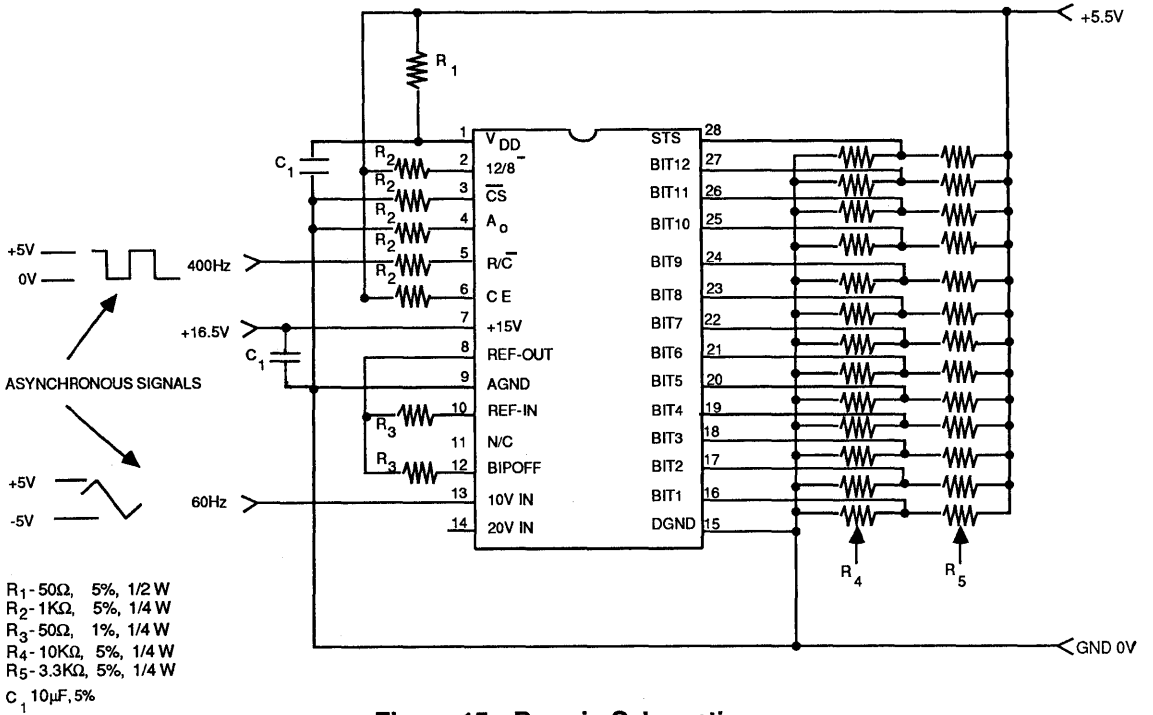 +5.5V
R1
1 VDD STS 28
C1 R2 2 12/8̅ BIT12 27
R2 3 C̅S̅ BIT11 26
R2 4 Ao BIT10 25
+5V
0V
400Hz R2 5 R/C̅ BIT9 24
R2 6 CE BIT8 23
+16.5V 7 +15V BIT7 22
C1 8 REF-OUT BIT6 21
ASYNCHRONOUS SIGNALS 9 AGND BIT5 20
R3 10 REF-IN BIT4 19
11 N/C BIT3 18
R3 12 BIPOFF BIT2 17
+5V
-5V
60Hz 13 10V IN BIT1 16
14 20V IN DGND 15
R4 R5
R1-50Ω, 5%, 1/2 W
R2-1KΩ, 5%, 1/4 W
R3-50Ω, 1%, 1/4 W
R4-10KΩ, 5%, 1/4 W
R5-3.3KΩ, 5%, 1/4 W
C1 10μF, 5%
GND 0V